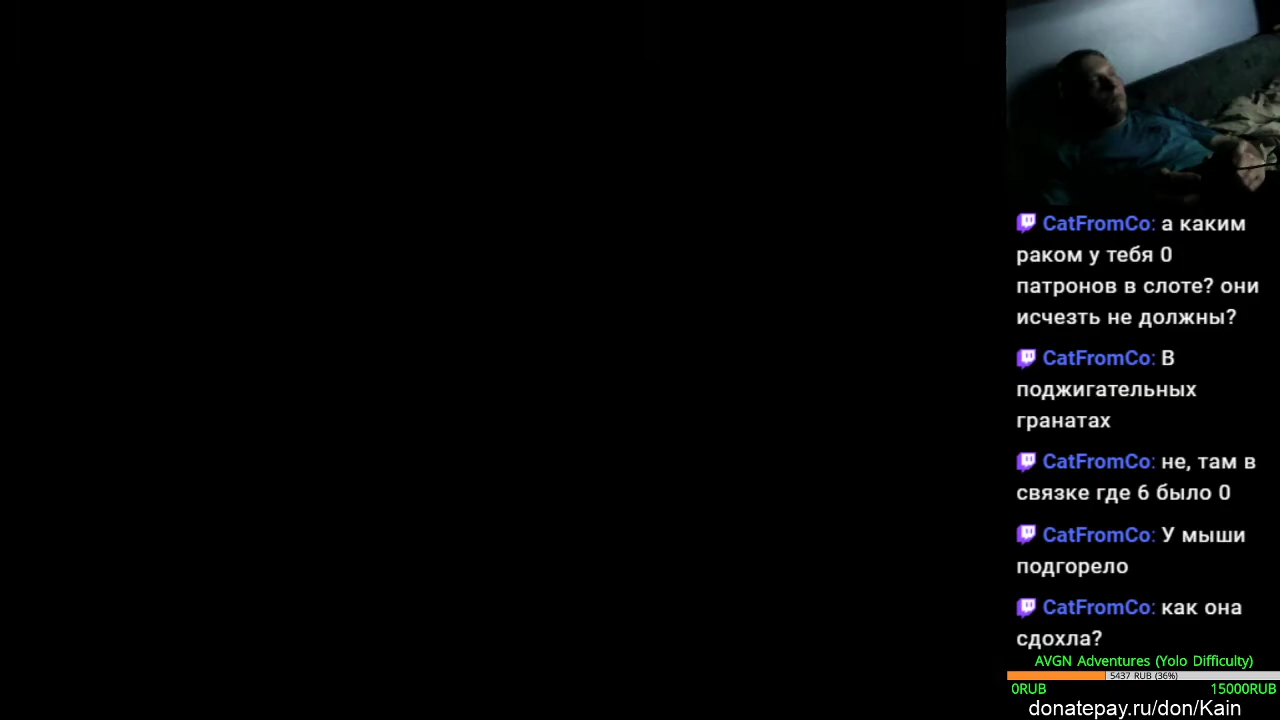 CatFromCo: а каким
раком у тебя 0
патронов в слоте? они
исчезть не должны?
CatFromCo: В
поджигательных
гранатах
CatFromCo: не, там в
связке где 6 было 0
CatFromCo: У мыши
подгорело
CatFromCo: как она
сдохла?
AVGN Adventures (Yolo Difficulty)
5437 RUB (36%)
0RUB 15000RUB
donatepay.ru/don/Kain